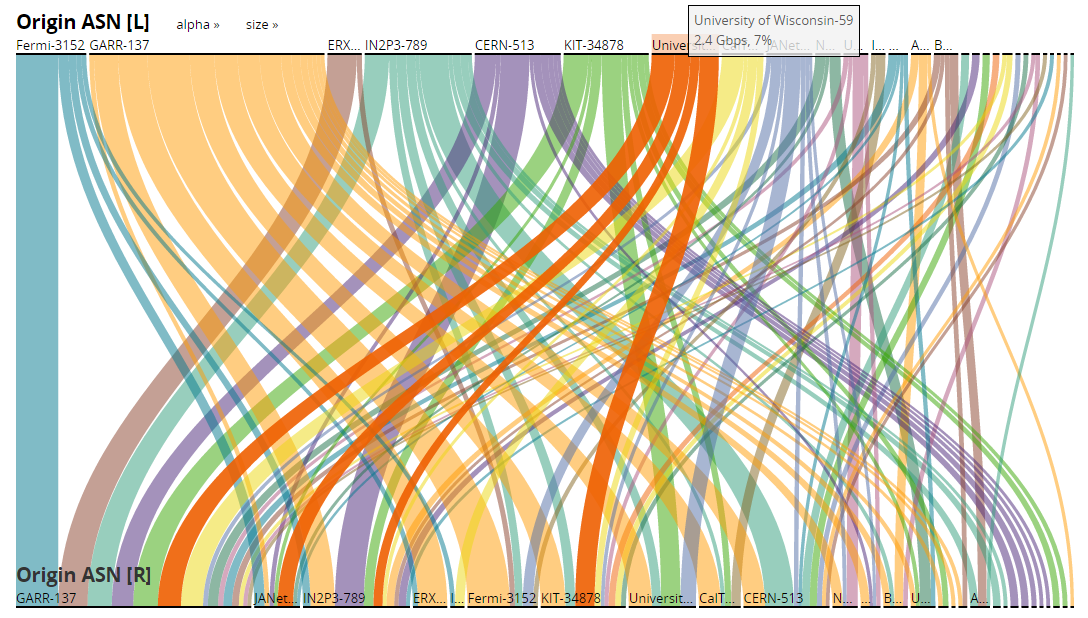 Origin ASN [L] alpha » size »
University of Wisconsin-59
2.4 Gbps, 7%
Fermi-3152 GARR-137 ERX... IN2P3-789 CERN-513 KIT-34878 Universit... CalT... JANet... N... U... I... ... A... B...
Origin ASN [R]
GARR-137 JANet... IN2P3-789 ERX... I... Fermi-3152 KIT-34878 Universit... CalT... CERN-513 N... ... B... U... A...